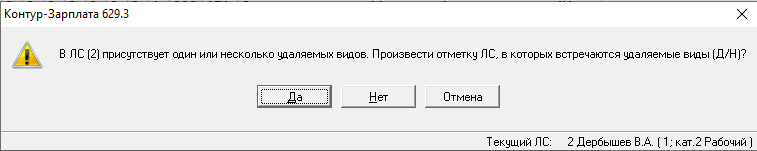 Контур-Зарплата 629.3
В ЛС (2) присутствует один или несколько удаляемых видов. Произвести отметку ЛС, в которых встречаются удаляемые виды (Д/Н)?
Да Нет Отмена
Текущий ЛС: 2 Дербышев В.А. ( 1; кат.2 Рабочий )